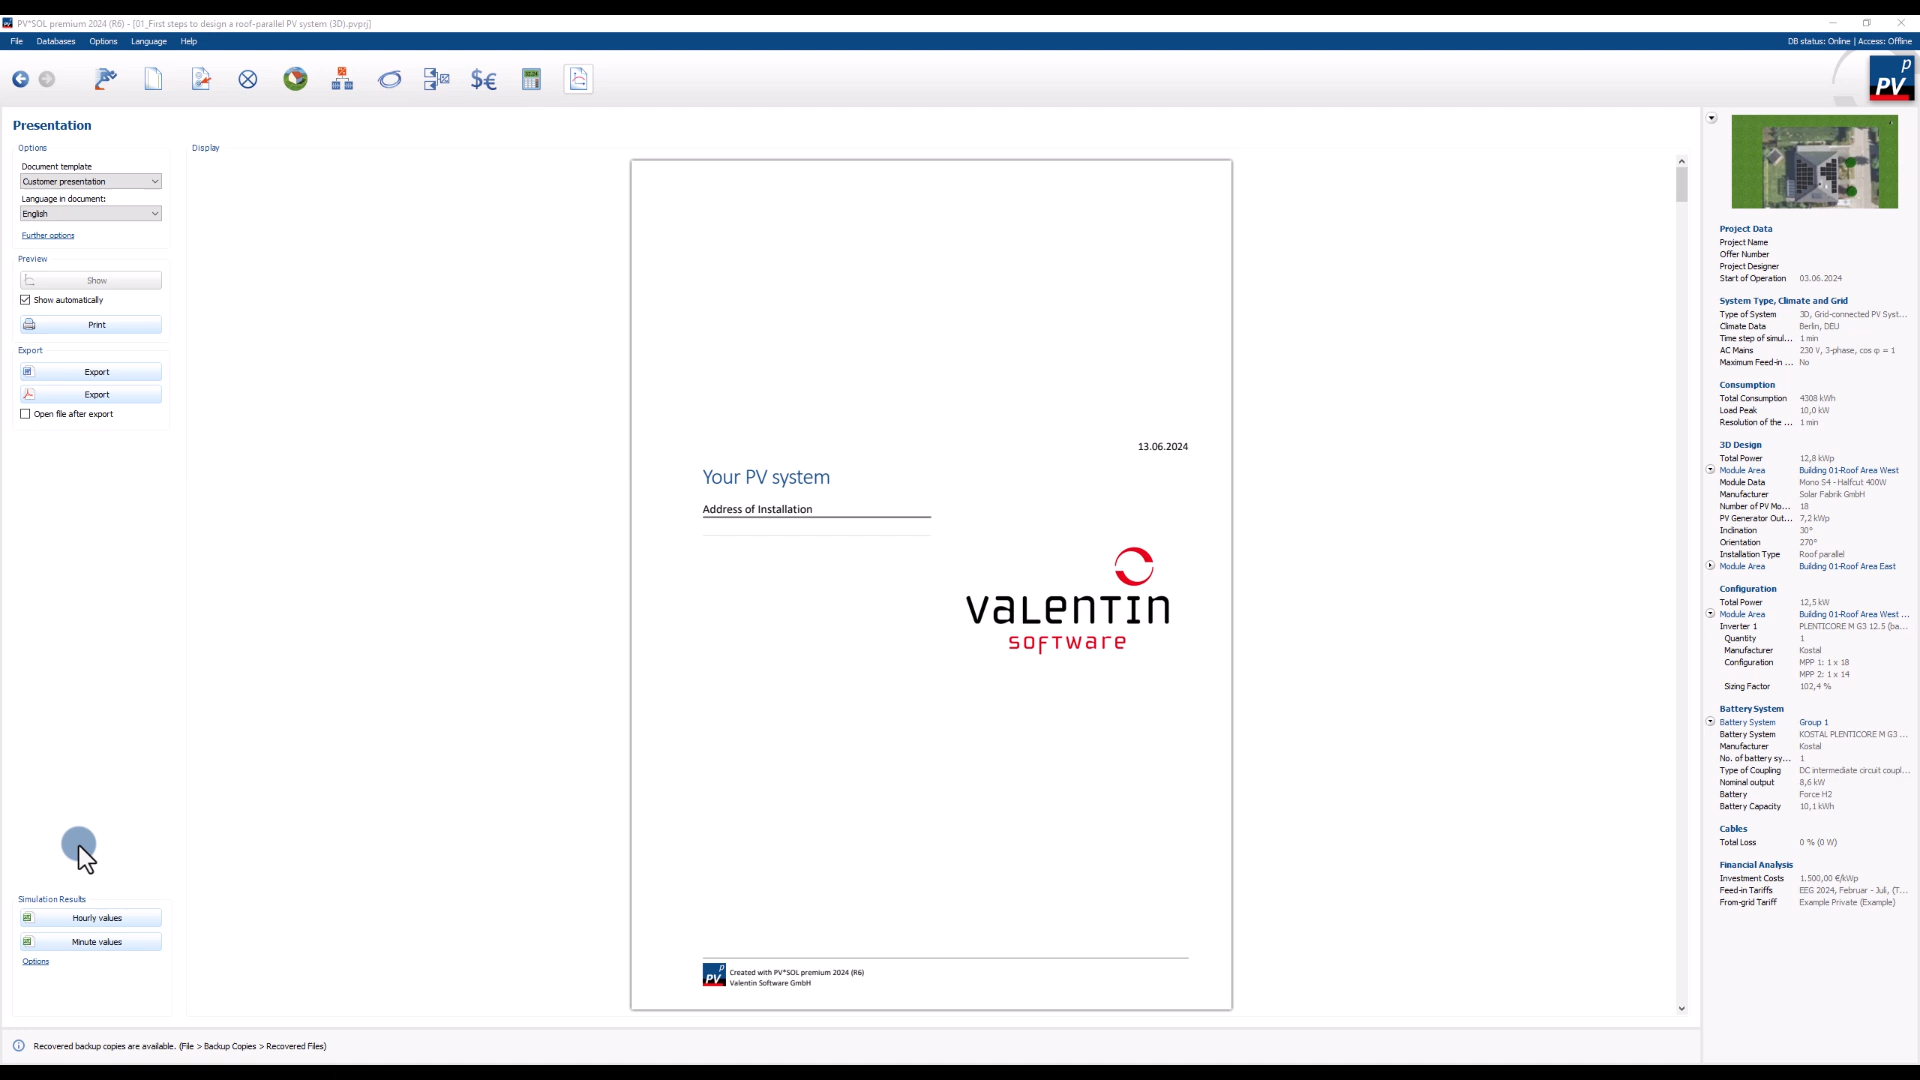 PV*SOL premium 2024 (R6) - [01_First steps to design a roof-parallel PV system (3D).pvprj]
File Databases Options Language Help
DB status: Online | Access: Offline
Presentation
Options
Document template
Customer presentation
Language in document:
English
Further options
Preview
Show
Show automatically
Print
Export
Export
Export
Open file after export
Simulation Results
Hourly values
Minute values
Options
Display
13.06.2024
Your PV system
Address of Installation
valentin
software
PV P
Created with PV*SOL premium 2024 (R6)
Valentin Software GmbH
P
PV
Project Data
Project Name
Offer Number
Project Designer
Start of Operation 03.06.2024
System Type, Climate and Grid
Type of System 3D, Grid-connected PV Syst...
Climate Data Berlin, DEU
Time step of simul... 1 min
AC Mains 230 V, 3-phase, cos φ = 1
Maximum Feed-in ... No
Consumption
Total Consumption 4308 kWh
Load Peak 10,0 kW
Resolution of the ... 1 min
3D Design
Total Power 12,8 kWp
Module Area Building 01-Roof Area West
Module Data Mono S4 - Halfcut 400W
Manufacturer Solar Fabrik GmbH
Number of PV Mo... 18
PV Generator Out... 7,2 kWp
Inclination 30°
Orientation 270°
Installation Type Roof parallel
Module Area Building 01-Roof Area East
Configuration
Total Power 12,5 kW
Module Area Building 01-Roof Area West ...
Inverter 1 PLENTICORE M G3 12.5 (ba...
Quantity 1
Manufacturer Kostal
Configuration MPP 1: 1 x 18
MPP 2: 1 x 14
Sizing Factor 102,4 %
Battery System
Battery System Group 1
Battery System KOSTAL PLENTICORE M G3 ...
Manufacturer Kostal
No. of battery sy... 1
Type of Coupling DC intermediate circuit coupl...
Nominal output 8,6 kW
Battery Force H2
Battery Capacity 10,1 kWh
Cables
Total Loss 0 % (0 W)
Financial Analysis
Investment Costs 1.500,00 €/kWp
Feed-in Tariffs EEG 2024, Februar - Juli, (T...
From-grid Tariff Example Private (Example)
Recovered backup copies are available. (File > Backup Copies > Recovered Files)